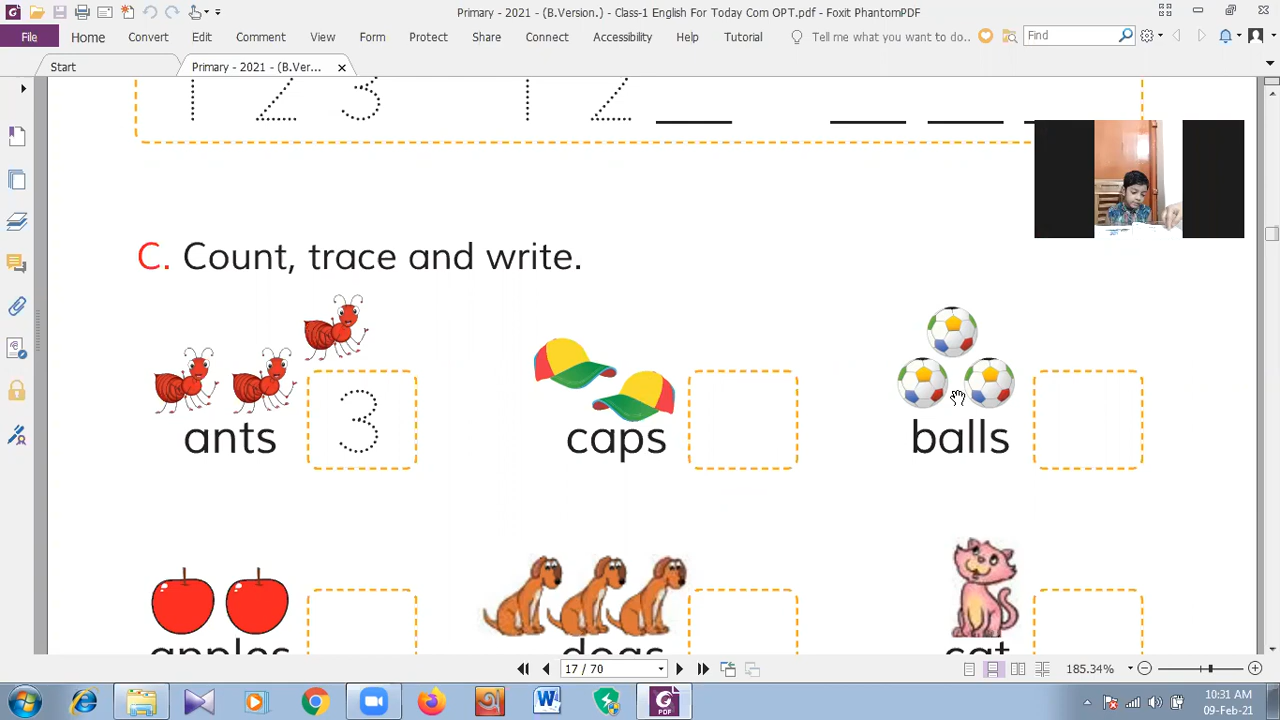 Primary - 2021 - (B.Version.) - Class-1 English For Today Com OPT.pdf - Foxit PhantomPDF
File Home Convert Edit Comment View Form Protect Share Connect Accessibility Help Tutorial Tell me what you want to do.. Find
Start Primary - 2021 - (B.Ver...
1 2 3 1 2
C. Count, trace and write.
ants 3 caps balls
apples dogs cat
17 / 70 185.34%
10:31 AM
09-Feb-21